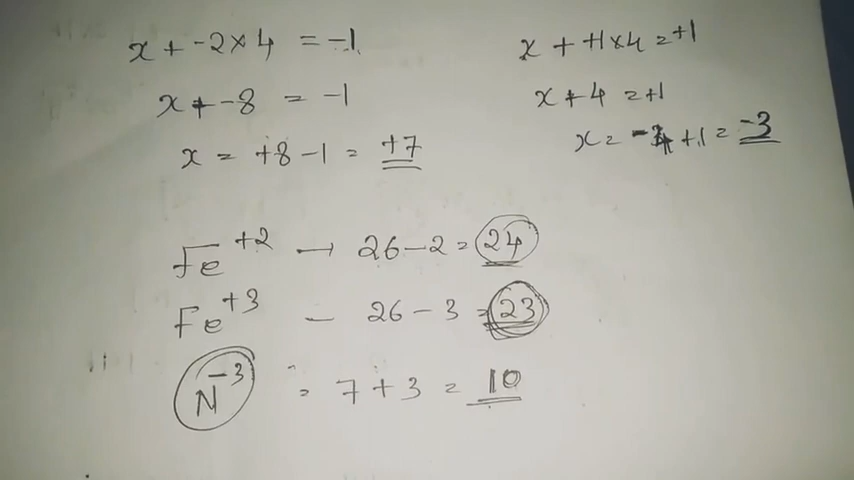 x + -2×4 = -1
x + -8 = -1
x = +8-1 = +7
x + +1×4 = +1
x + 4 = +1
x = -4 +1 = -3
Fe+2 → 26-2 = 24
Fe+3 - 26-3 = 23
N-3 = 7+3 = 10